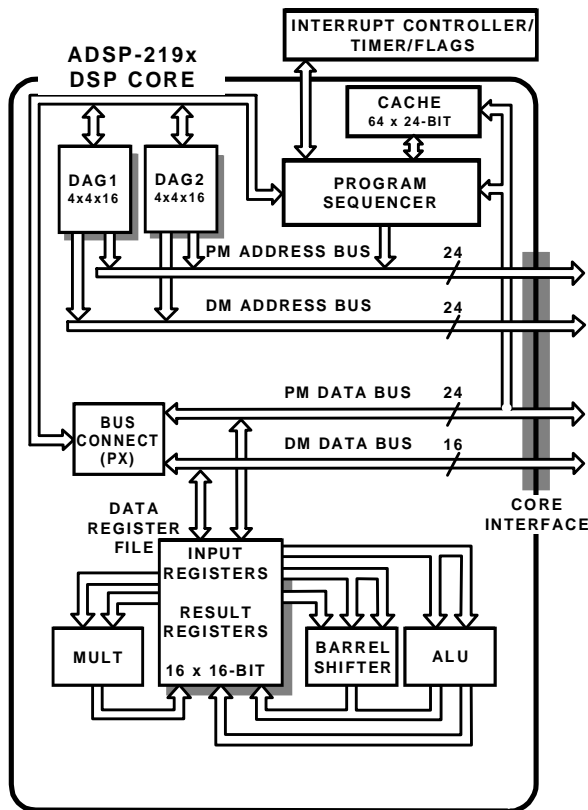 INTERRUPT CONTROLLER/
TIMER/FLAGS
ADSP-219x
DSP CORE
CACHE
64 x 24-BIT
DAG1
4x4x16
DAG2
4x4x16
PROGRAM
SEQUENCER
PM ADDRESS BUS 24
DM ADDRESS BUS 24
PM DATA BUS 24
BUS
CONNECT
(PX)
DM DATA BUS 16
CORE
INTERFACE
DATA
REGISTER
FILE
INPUT
REGISTERS
RESULT
REGISTERS
16 x 16-BIT
MULT
BARREL
SHIFTER
ALU